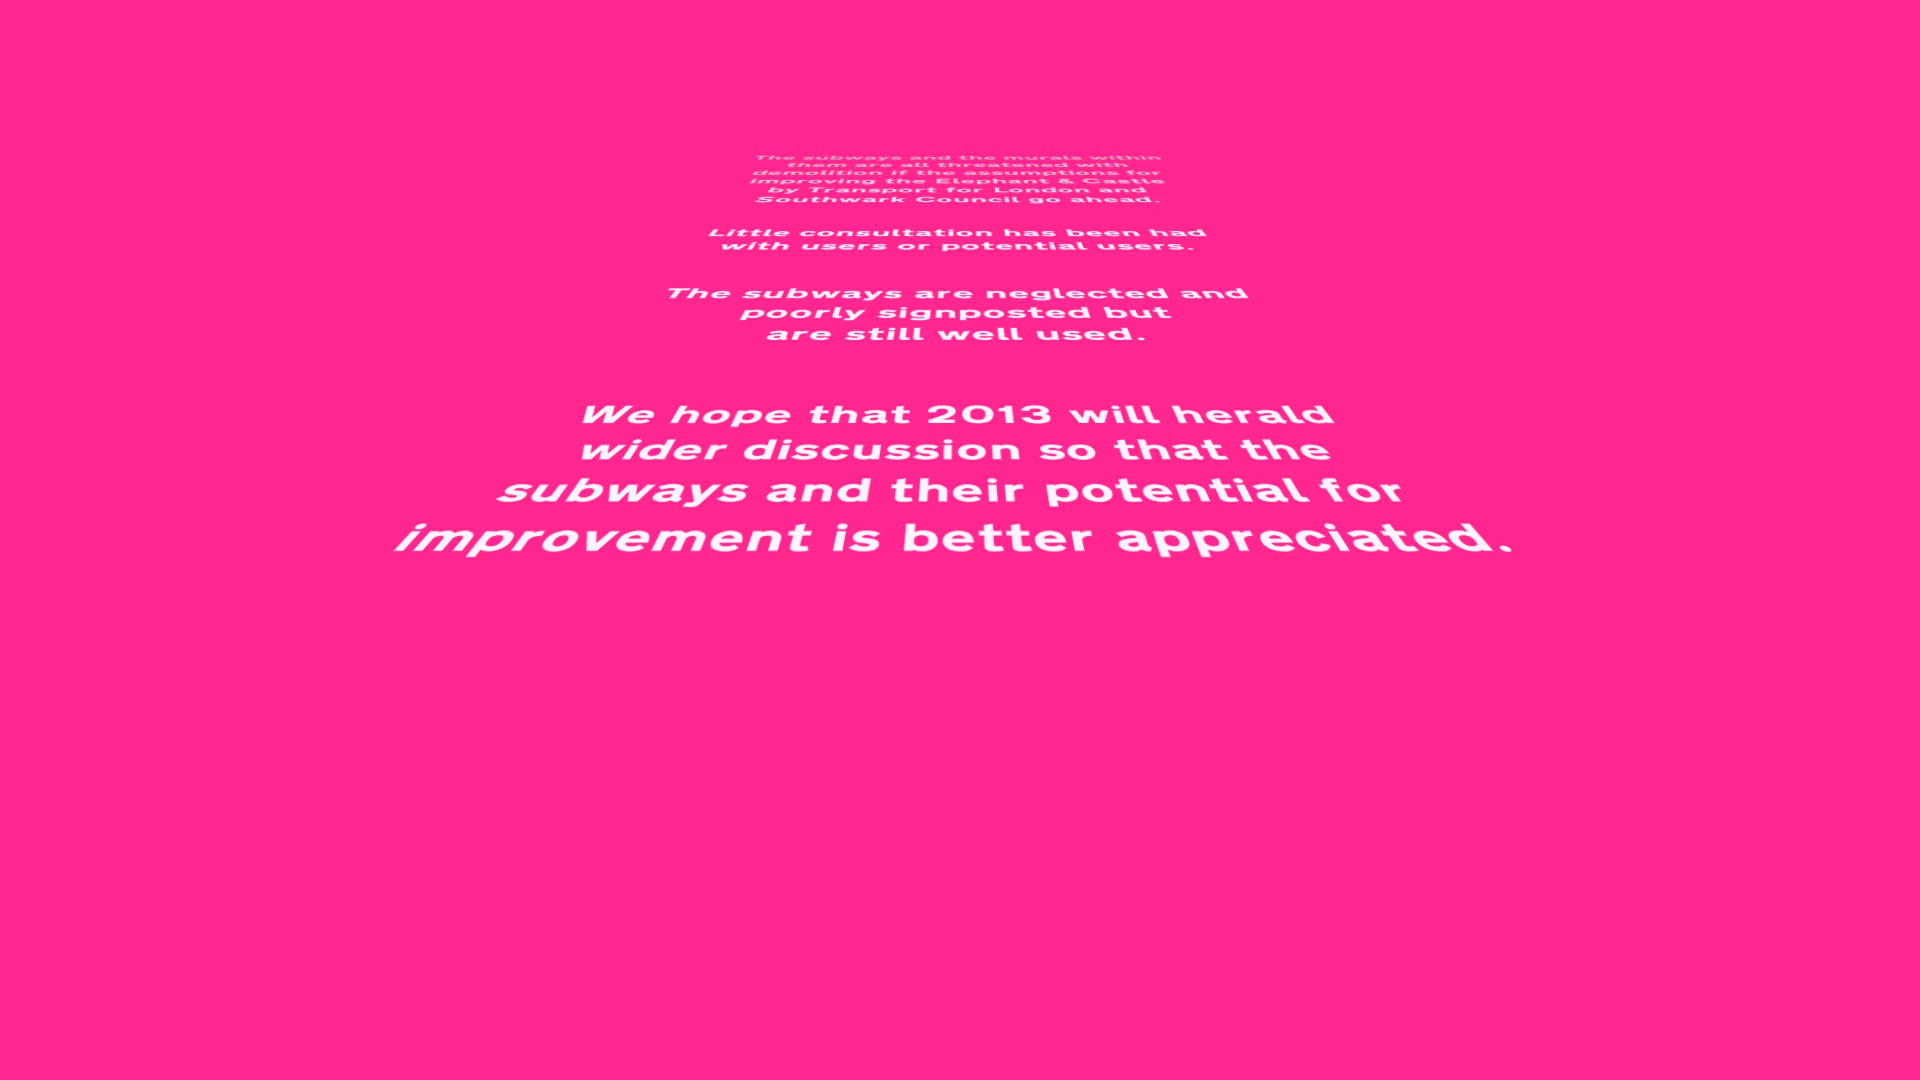 The subways and the murals within
them are all threatened with
demolition if the assumptions for
improving the Elephant & Castle
by Transport for London and
Southwark Council go ahead.
Little consultation has been had
with users or potential users.
The subways are neglected and
poorly signposted but
are still well used.
We hope that 2013 will herald
wider discussion so that the
subways and their potential for
improvement is better appreciated.